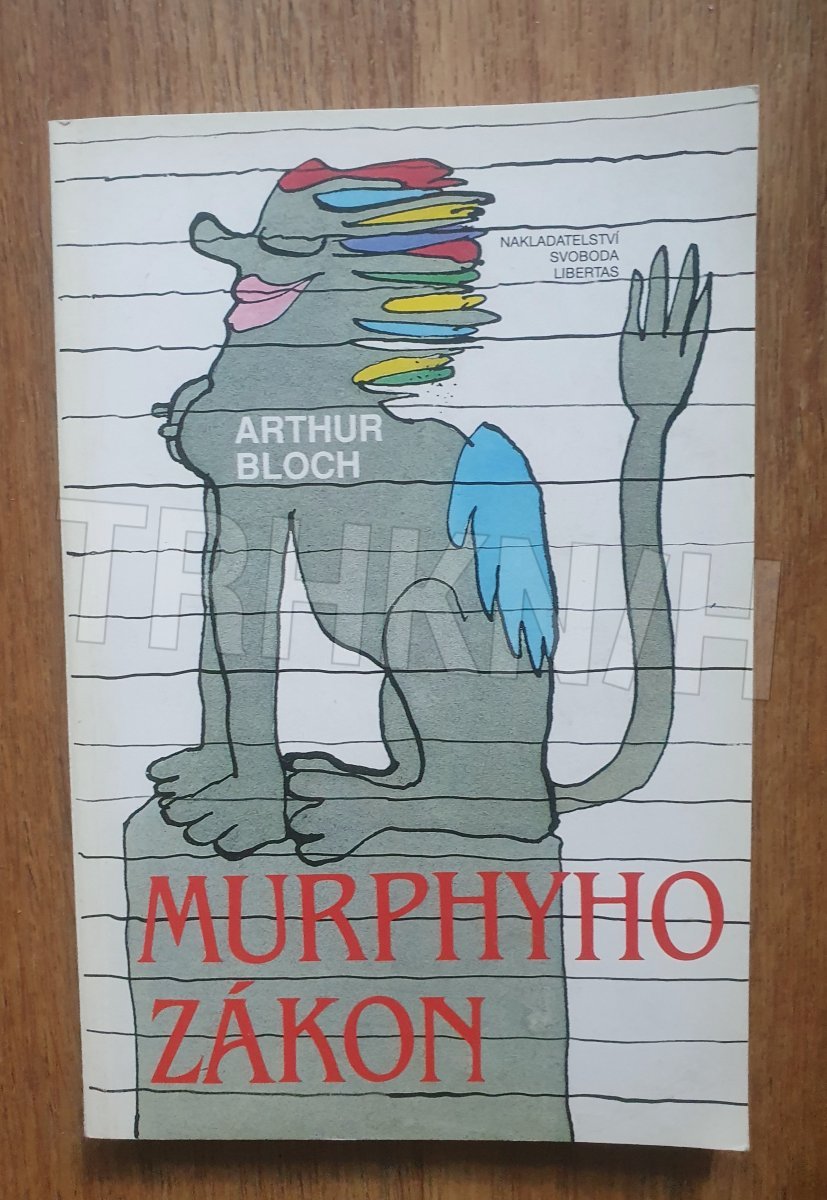 NAKLADATELSTVÍ
SVOBODA
LIBERTAS
ARTHUR
BLOCH
TRHKNIH
MURPHYHO
ZÁKON